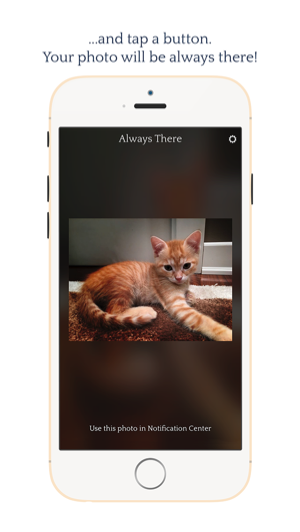 ...and tap a button.
Your photo will be always there!
Always There
Use this photo in Notification Center